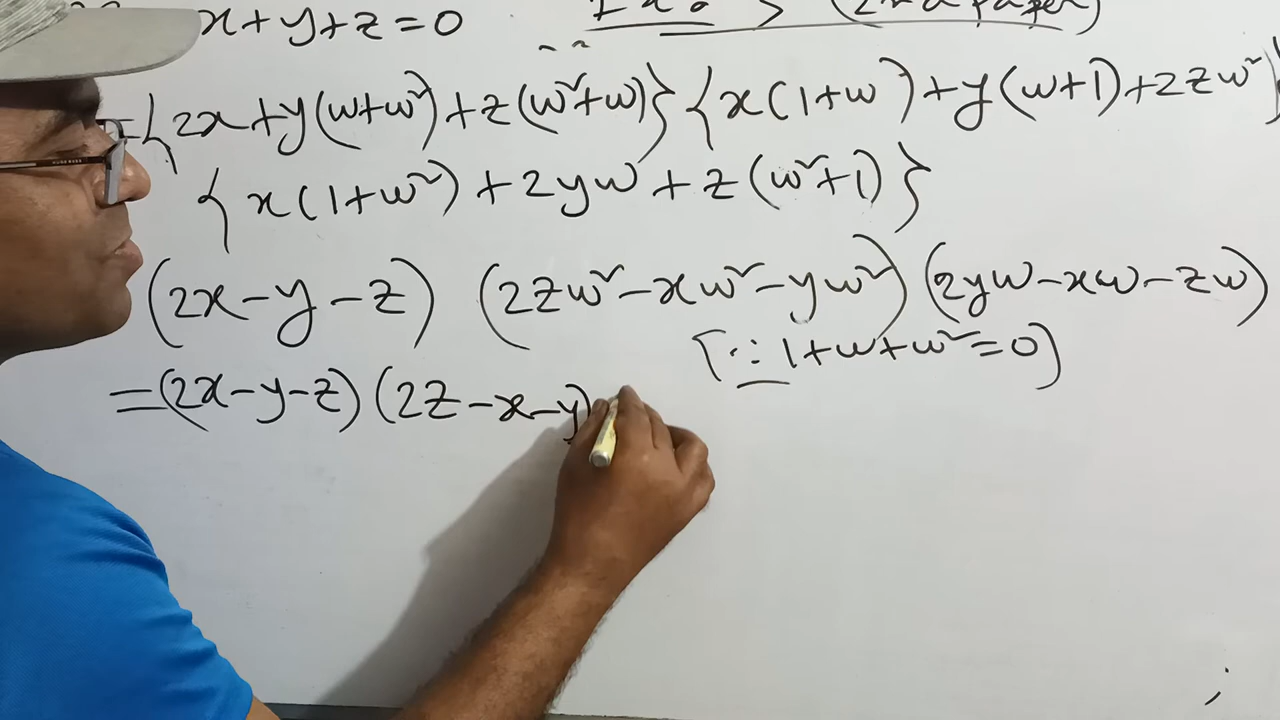 x+y+z=0
={2x+y(ω+ω²)+z(ω²+ω)}{x(1+ω)+y(ω+1)+2zω²}
{x(1+ω²)+2yω+z(ω²+1)}
(2x-y-z) (2zω²-xω²-yω²)(2yω-xω-zω)
[∵1+ω+ω²=0]
=(2x-y-z)(2z-x-y)